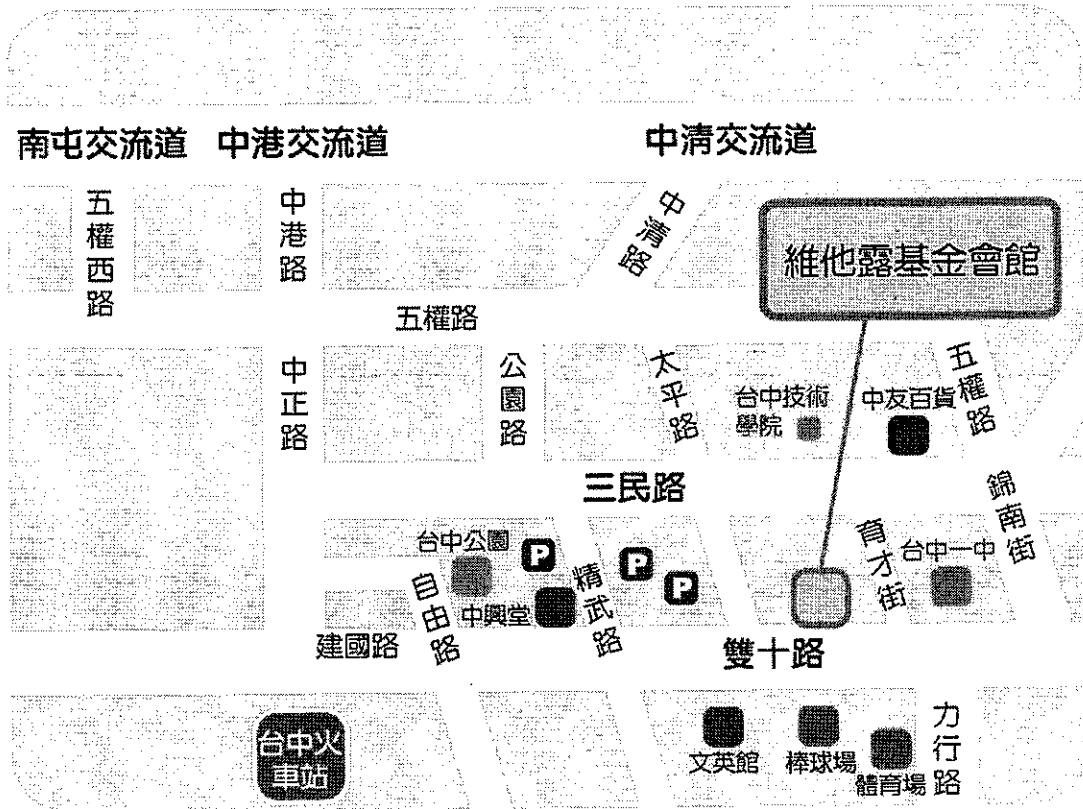 南屯交流道
中港交流道
中清交流道
五權西路
中港路
中清路
維他露基金會館
五權路
中正路
公園路
太平路
台中技術
學院
中友百貨
五權路
三民路
錦南街
台中公園
P
P
P
育才街
台中一中
自由路
中興堂
精武路
建國路
雙十路
台中火
車站
文英館
棒球場
體育場
力行路